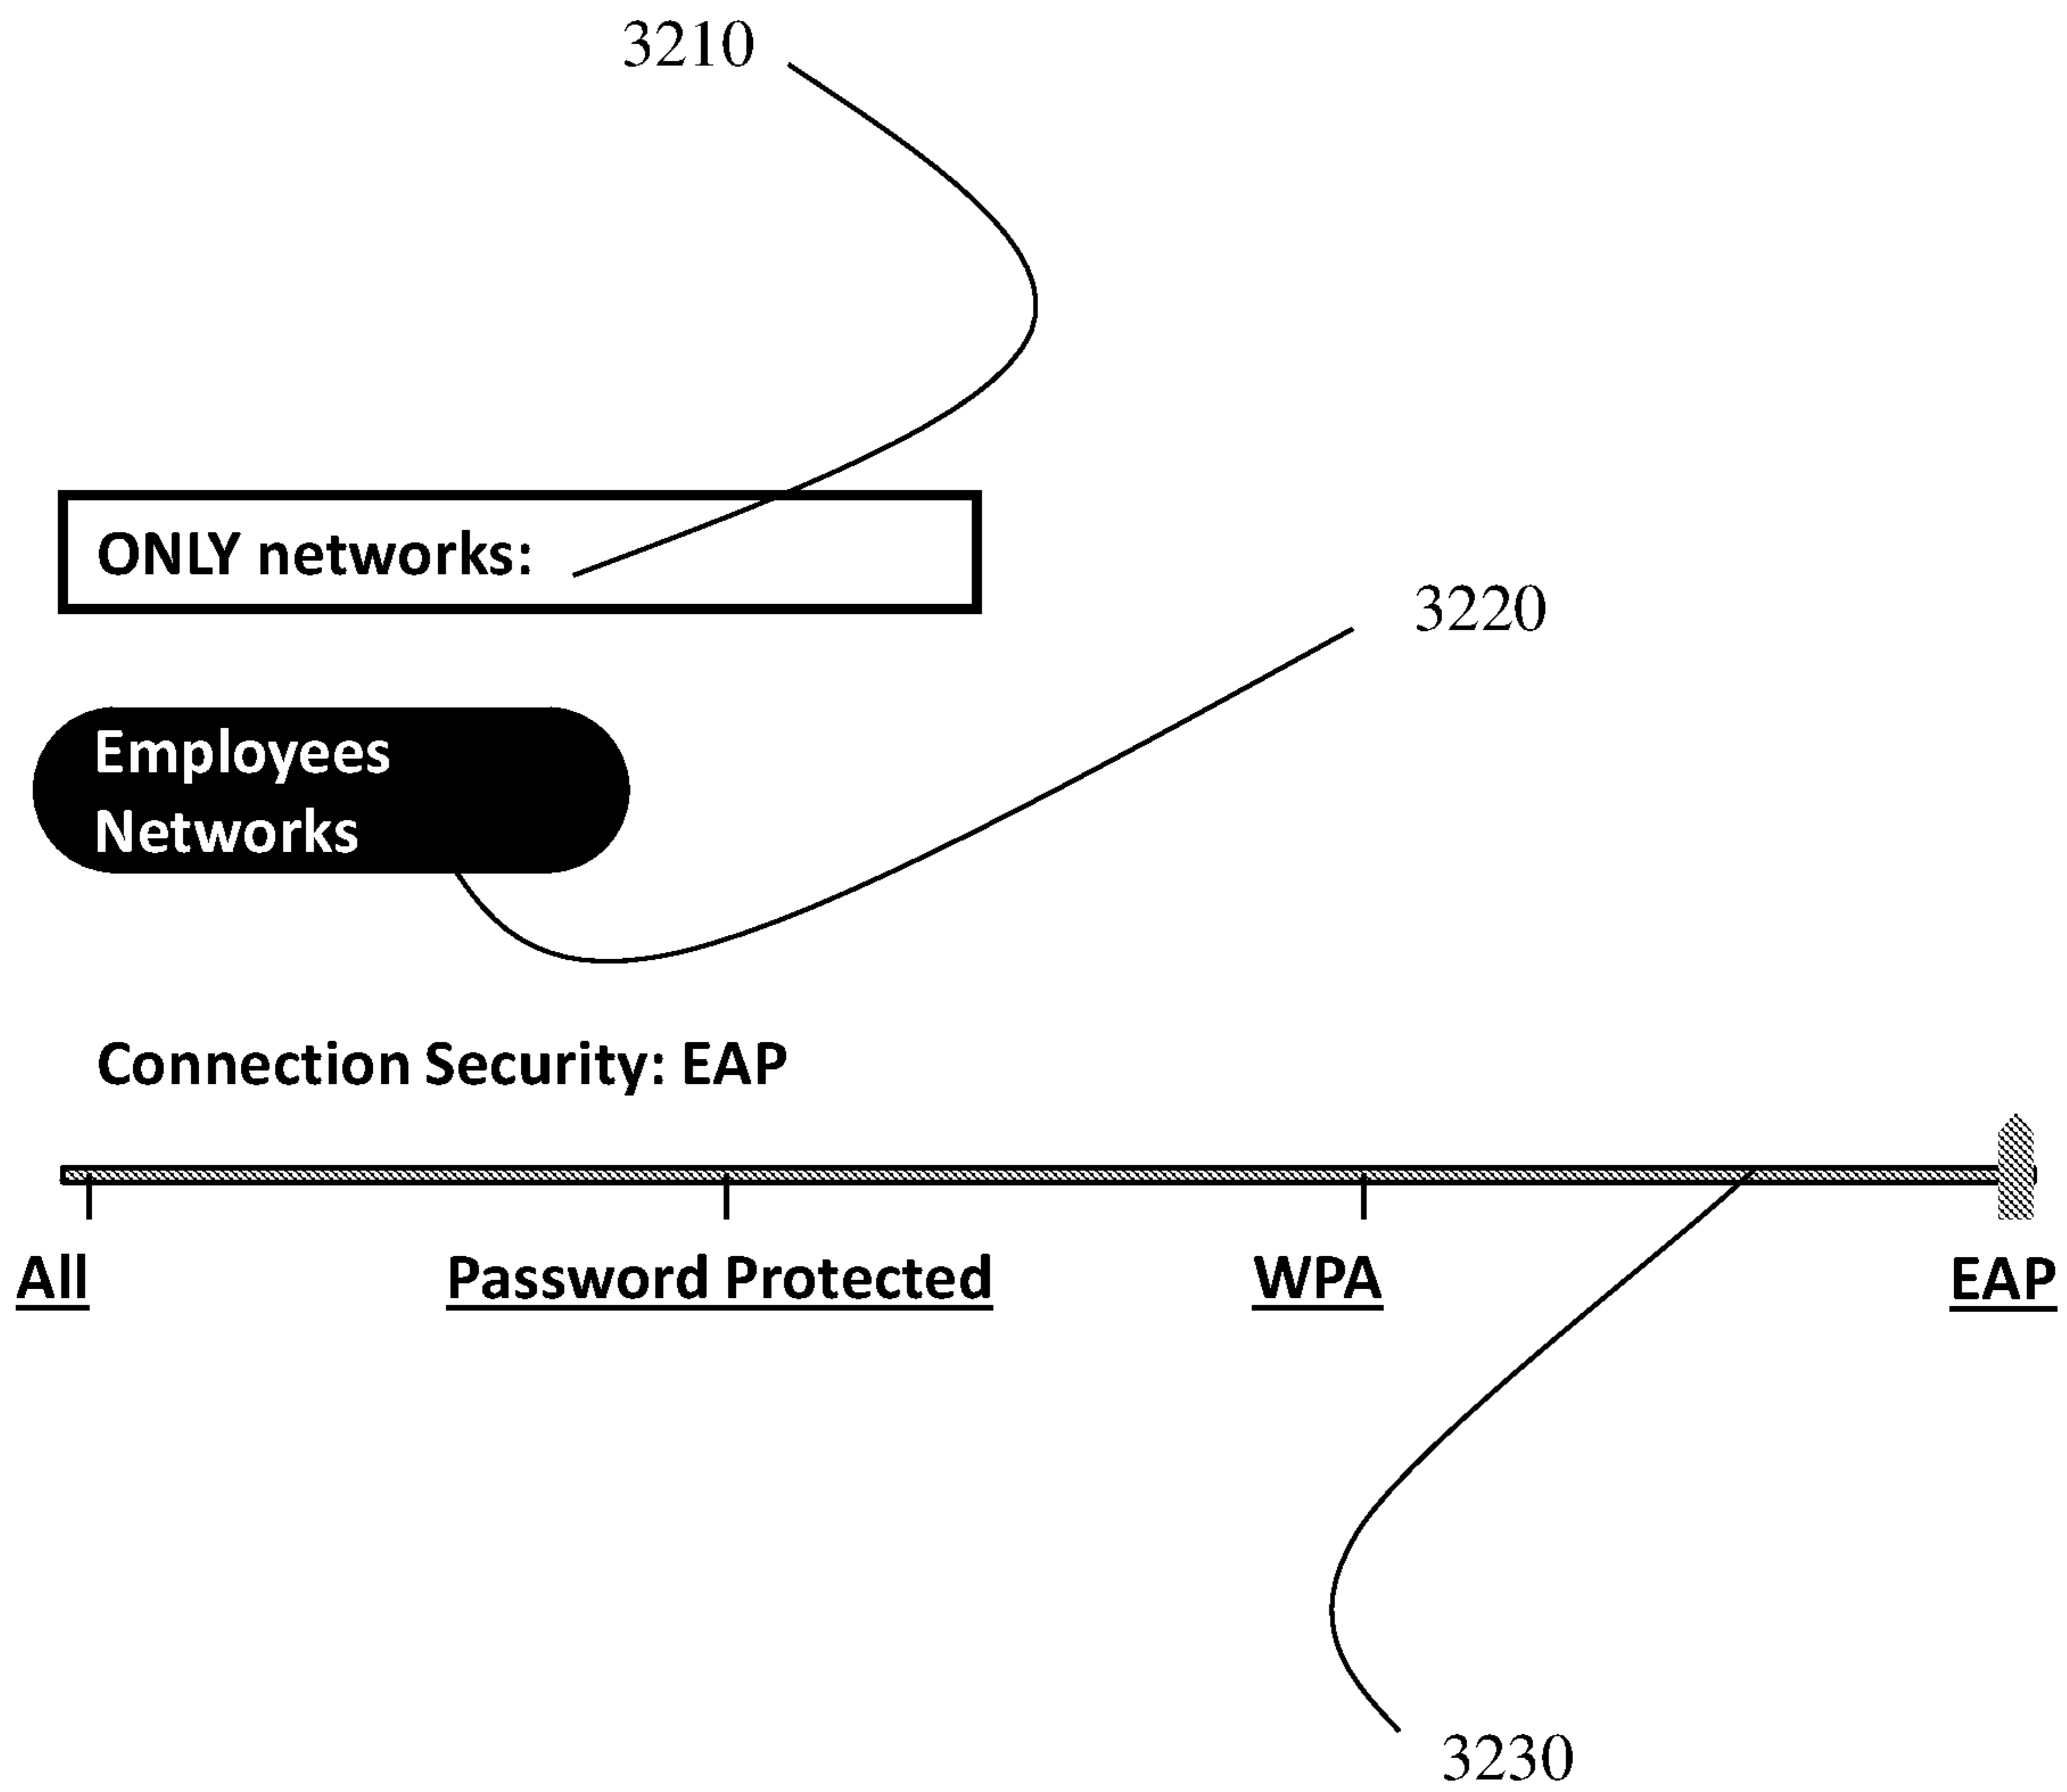 3210
ONLY networks:
3220
Employees
Networks
Connection Security: EAP
All Password Protected WPA EAP
3230